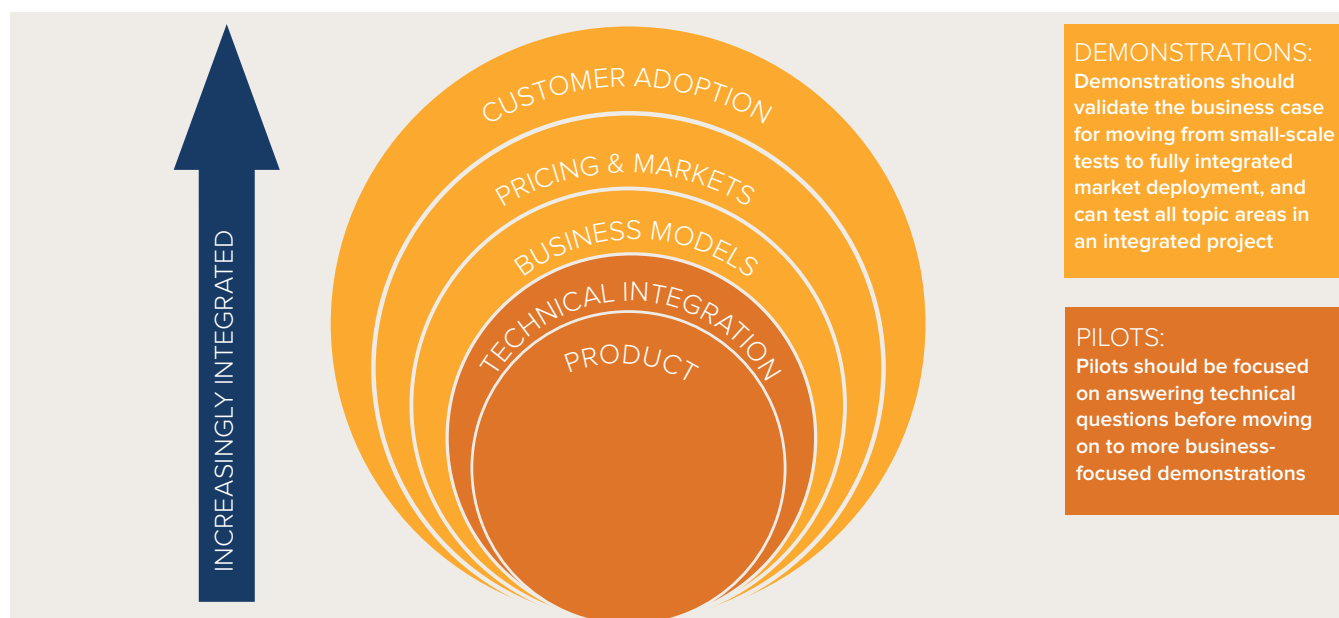 INCREASINGLY INTEGRATED
CUSTOMER ADOPTION
PRICING & MARKETS
BUSINESS MODELS
TECHNICAL INTEGRATION
PRODUCT
DEMONSTRATIONS:
Demonstrations should
validate the business case
for moving from small-scale
tests to fully integrated
market deployment, and
can test all topic areas in
an integrated project
PILOTS:
Pilots should be focused
on answering technical
questions before moving
on to more business-
focused demonstrations